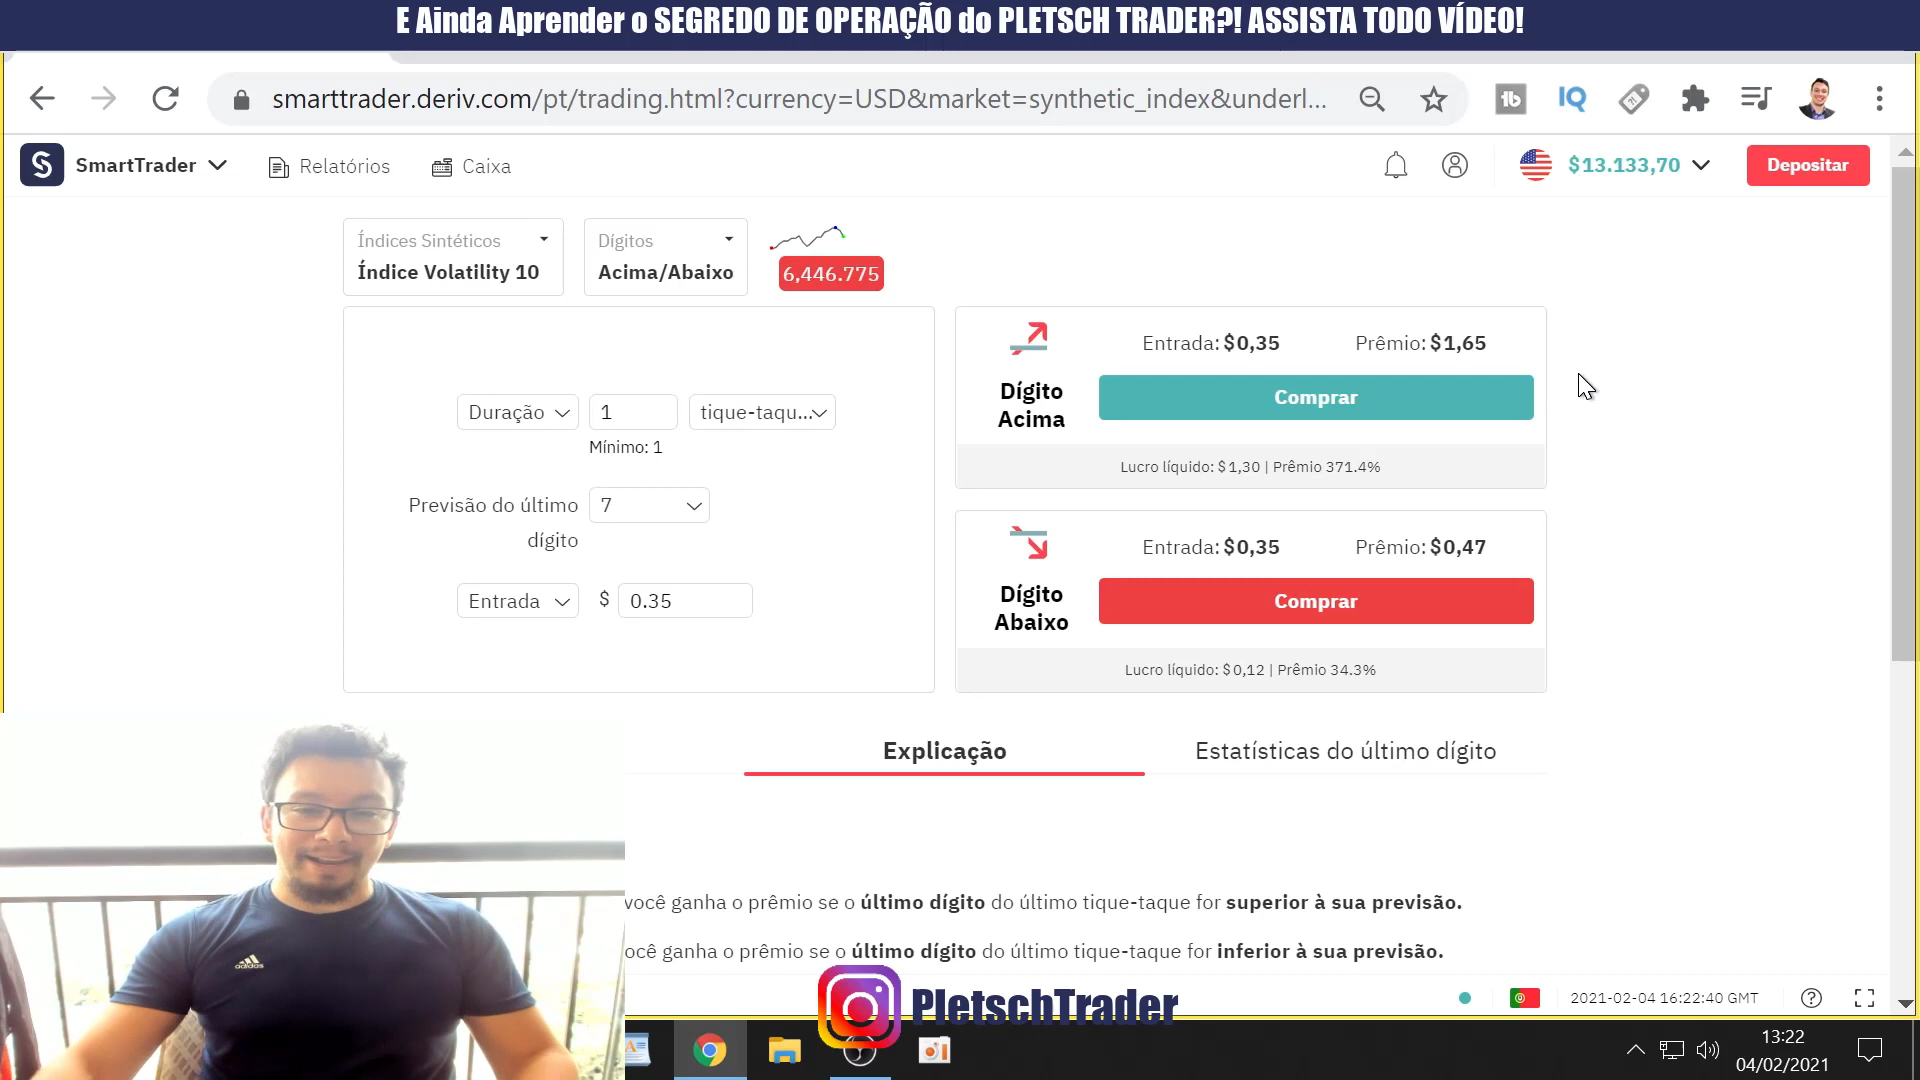 E Ainda Aprender o SEGREDO DE OPERAÇÃO do PLETSCH TRADER?! ASSISTA TODO VÍDEO!
smarttrader.deriv.com/pt/trading.html?currency=USD&market=synthetic_index&underl...
SmartTrader
Relatórios
Caixa
$13.133,70
Depositar
Índices Sintéticos
Índice Volatility 10
Dígitos
Acima/Abaixo
6,446.775
Duração
1
tique-taqu...
Mínimo: 1
Previsão do último
dígito
7
Entrada
$
0.35
Entrada: $0,35
Prêmio: $1,65
Dígito
Acima
Comprar
Lucro líquido: $1,30 | Prêmio 371.4%
Entrada: $0,35
Prêmio: $0,47
Dígito
Abaixo
Comprar
Lucro líquido: $0,12 | Prêmio 34.3%
Explicação
Estatísticas do último dígito
você ganha o prêmio se o último dígito do último tique-taque for superior à sua previsão.
ocê ganha o prêmio se o último dígito do último tique-taque for inferior à sua previsão.
adidas
PletschTrader
2021-02-04 16:22:40 GMT
13:22
04/02/2021